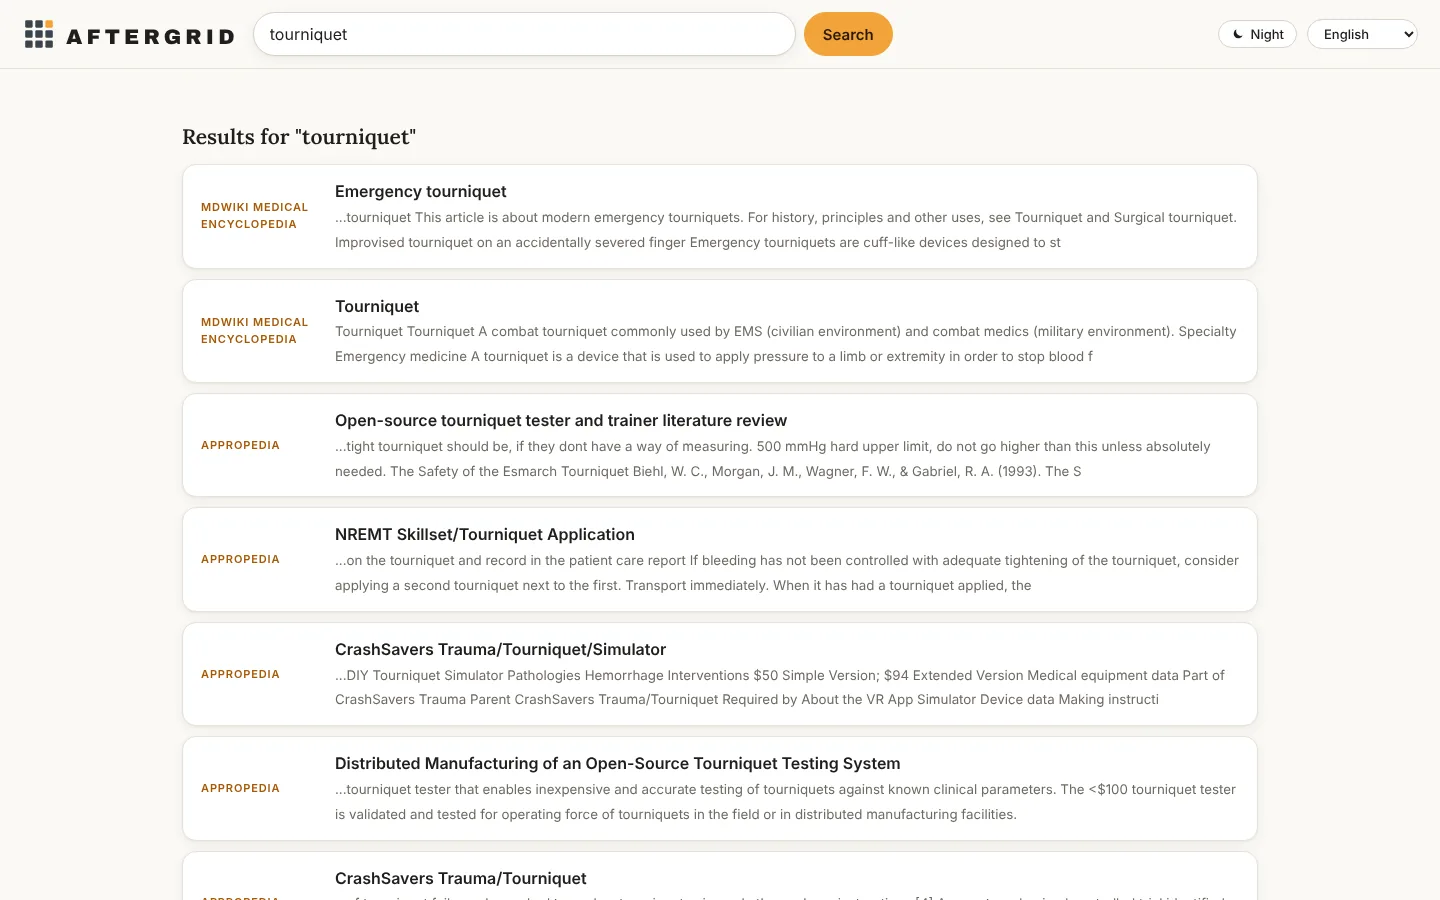 AFTERGRID
tourniquet
Search
Night
English
Results for "tourniquet"
MDWIKI MEDICAL
ENCYCLOPEDIA
Emergency tourniquet
...tourniquet This article is about modern emergency tourniquets. For history, principles and other uses, see Tourniquet and Surgical tourniquet.
Improvised tourniquet on an accidentally severed finger Emergency tourniquets are cuff-like devices designed to st
MDWIKI MEDICAL
ENCYCLOPEDIA
Tourniquet
Tourniquet Tourniquet A combat tourniquet commonly used by EMS (civilian environment) and combat medics (military environment). Specialty
Emergency medicine A tourniquet is a device that is used to apply pressure to a limb or extremity in order to stop blood f
APPROPEDIA
Open-source tourniquet tester and trainer literature review
...tight tourniquet should be, if they dont have a way of measuring. 500 mmHg hard upper limit, do not go higher than this unless absolutely
needed. The Safety of the Esmarch Tourniquet Biehl, W. C., Morgan, J. M., Wagner, F. W., & Gabriel, R. A. (1993). The S
APPROPEDIA
NREMT Skillset/Tourniquet Application
...on the tourniquet and record in the patient care report If bleeding has not been controlled with adequate tightening of the tourniquet, consider
applying a second tourniquet next to the first. Transport immediately. When it has had a tourniquet applied, the
APPROPEDIA
CrashSavers Trauma/Tourniquet/Simulator
...DIY Tourniquet Simulator Pathologies Hemorrhage Interventions $50 Simple Version; $94 Extended Version Medical equipment data Part of
CrashSavers Trauma Parent CrashSavers Trauma/Tourniquet Required by About the VR App Simulator Device data Making instructi
APPROPEDIA
Distributed Manufacturing of an Open-Source Tourniquet Testing System
...tourniquet tester that enables inexpensive and accurate testing of tourniquets against known clinical parameters. The <$100 tourniquet tester
is validated and tested for operating force of tourniquets in the field or in distributed manufacturing facilities.
CrashSavers Trauma/Tourniquet